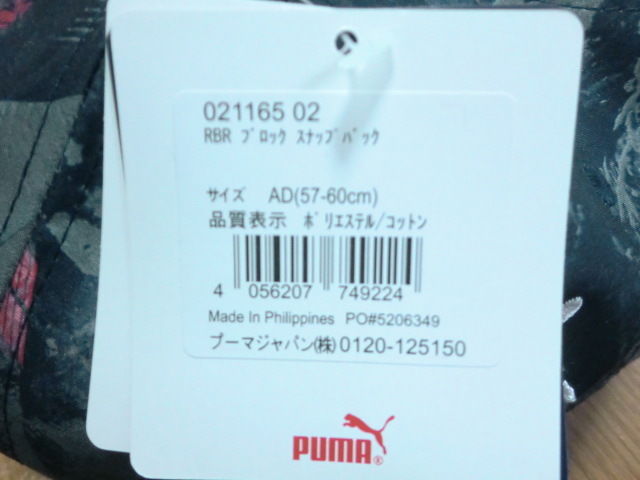 021165 02
RBR ﾌﾞﾛｯｸ ｽﾅｯﾌﾟﾊﾞｯｸ
サイズ AD(57-60cm)
品質表示 ﾎﾟﾘｴｽﾃﾙ/ｺｯﾄﾝ
4 056207 749224
Made In Philippines PO#5206349
プーマジャパン(株)0120-125150
PUMA®